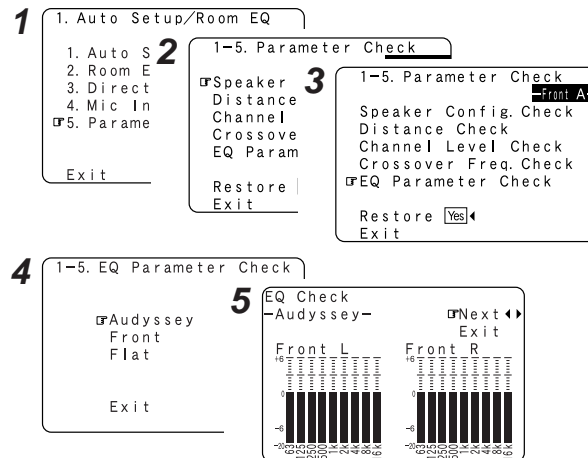 1
1. Auto Setup/Room EQ
1. Auto S
2. Room E
3. Direct
4. Mic In
☞5. Parame
Exit
2
1-5. Parameter Check
☞Speaker
Distance
Channel
Crossove
EQ Param
Restore
Exit
3
1-5. Parameter Check
-Front A-
Speaker Config. Check
Distance Check
Channel Level Check
Crossover Freq. Check
☞EQ Parameter Check
Restore Yes◀
Exit
4
1-5. EQ Parameter Check
☞Audyssey
Front
Flat
Exit
5
EQ Check
-Audyssey-
☞Next◀▶
Exit
Front L
Front R
+6
0
-6
-20
63 125 250 500 1k 2k 4k 8k 16k
+6
0
-6
-20
63 125 250 500 1k 2k 4k 8k 16k